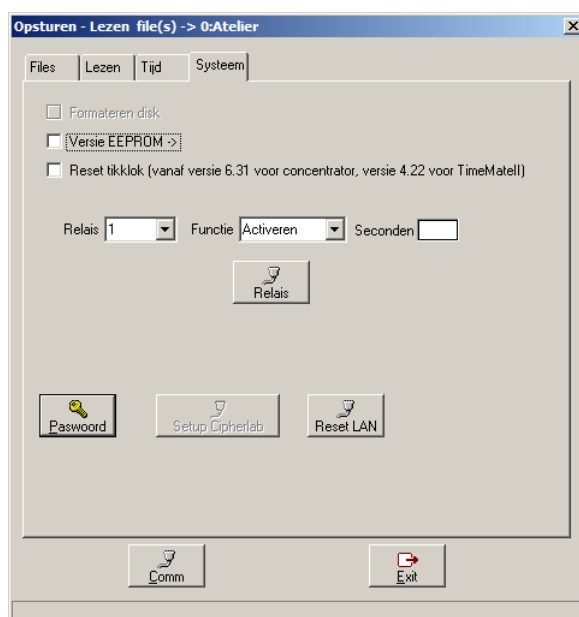 Opsturen - Lezen file(s) -> 0:Atelier
Files Lezen Tijd Systeem
Formateren disk
Versie EEPROM ->
Reset tikklok (vanaf versie 6.31 voor concentrator, versie 4.22 voor TimeMateII)
Relais 1 Functie Activeren Seconden
Relais
Paswoord Setup Cipherlab Reset LAN
Comm Exit